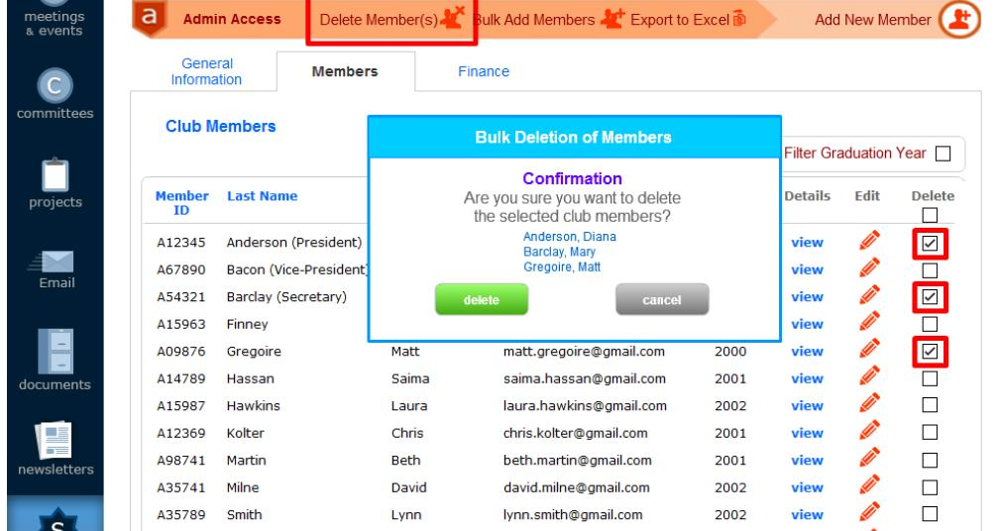 meetings
& events
C
committees
projects
Email
documents
newsletters
S
a Admin Access Delete Member(s) Bulk Add Members Export to Excel Add New Member
General
Information
Members
Finance
Club Members
Filter Graduation Year
Bulk Deletion of Members
Confirmation
Are you sure you want to delete
the selected club members?
Anderson, Diana
Barclay, Mary
Gregoire, Matt
delete cancel
Member
ID
Last Name Details Edit Delete
A12345 Anderson (President) view
A67890 Bacon (Vice-President) view
A54321 Barclay (Secretary) view
A15963 Finney view
A09876 Gregoire Matt matt.gregoire@gmail.com 2000 view
A14789 Hassan Saima saima.hassan@gmail.com 2001 view
A15987 Hawkins Laura laura.hawkins@gmail.com 2002 view
A12369 Kolter Chris chris.kolter@gmail.com 2001 view
A98741 Martin Beth beth.martin@gmail.com 2001 view
A35741 Milne David david.milne@gmail.com 2002 view
A35789 Smith Lynn lynn.smith@gmail.com 2002 view